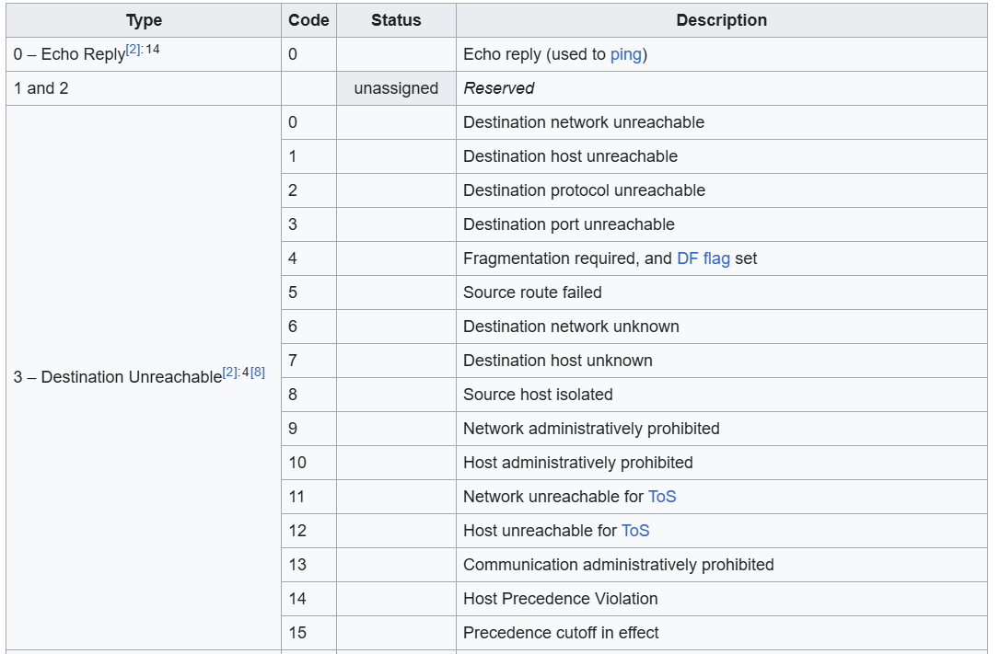 Type Code Status Description
0 – Echo Reply[2]:14 0 Echo reply (used to ping)
1 and 2 unassigned Reserved
0 Destination network unreachable
1 Destination host unreachable
2 Destination protocol unreachable
3 Destination port unreachable
4 Fragmentation required, and DF flag set
5 Source route failed
6 Destination network unknown
7 Destination host unknown
3 – Destination Unreachable[2]:4[8]
8 Source host isolated
9 Network administratively prohibited
10 Host administratively prohibited
11 Network unreachable for ToS
12 Host unreachable for ToS
13 Communication administratively prohibited
14 Host Precedence Violation
15 Precedence cutoff in effect